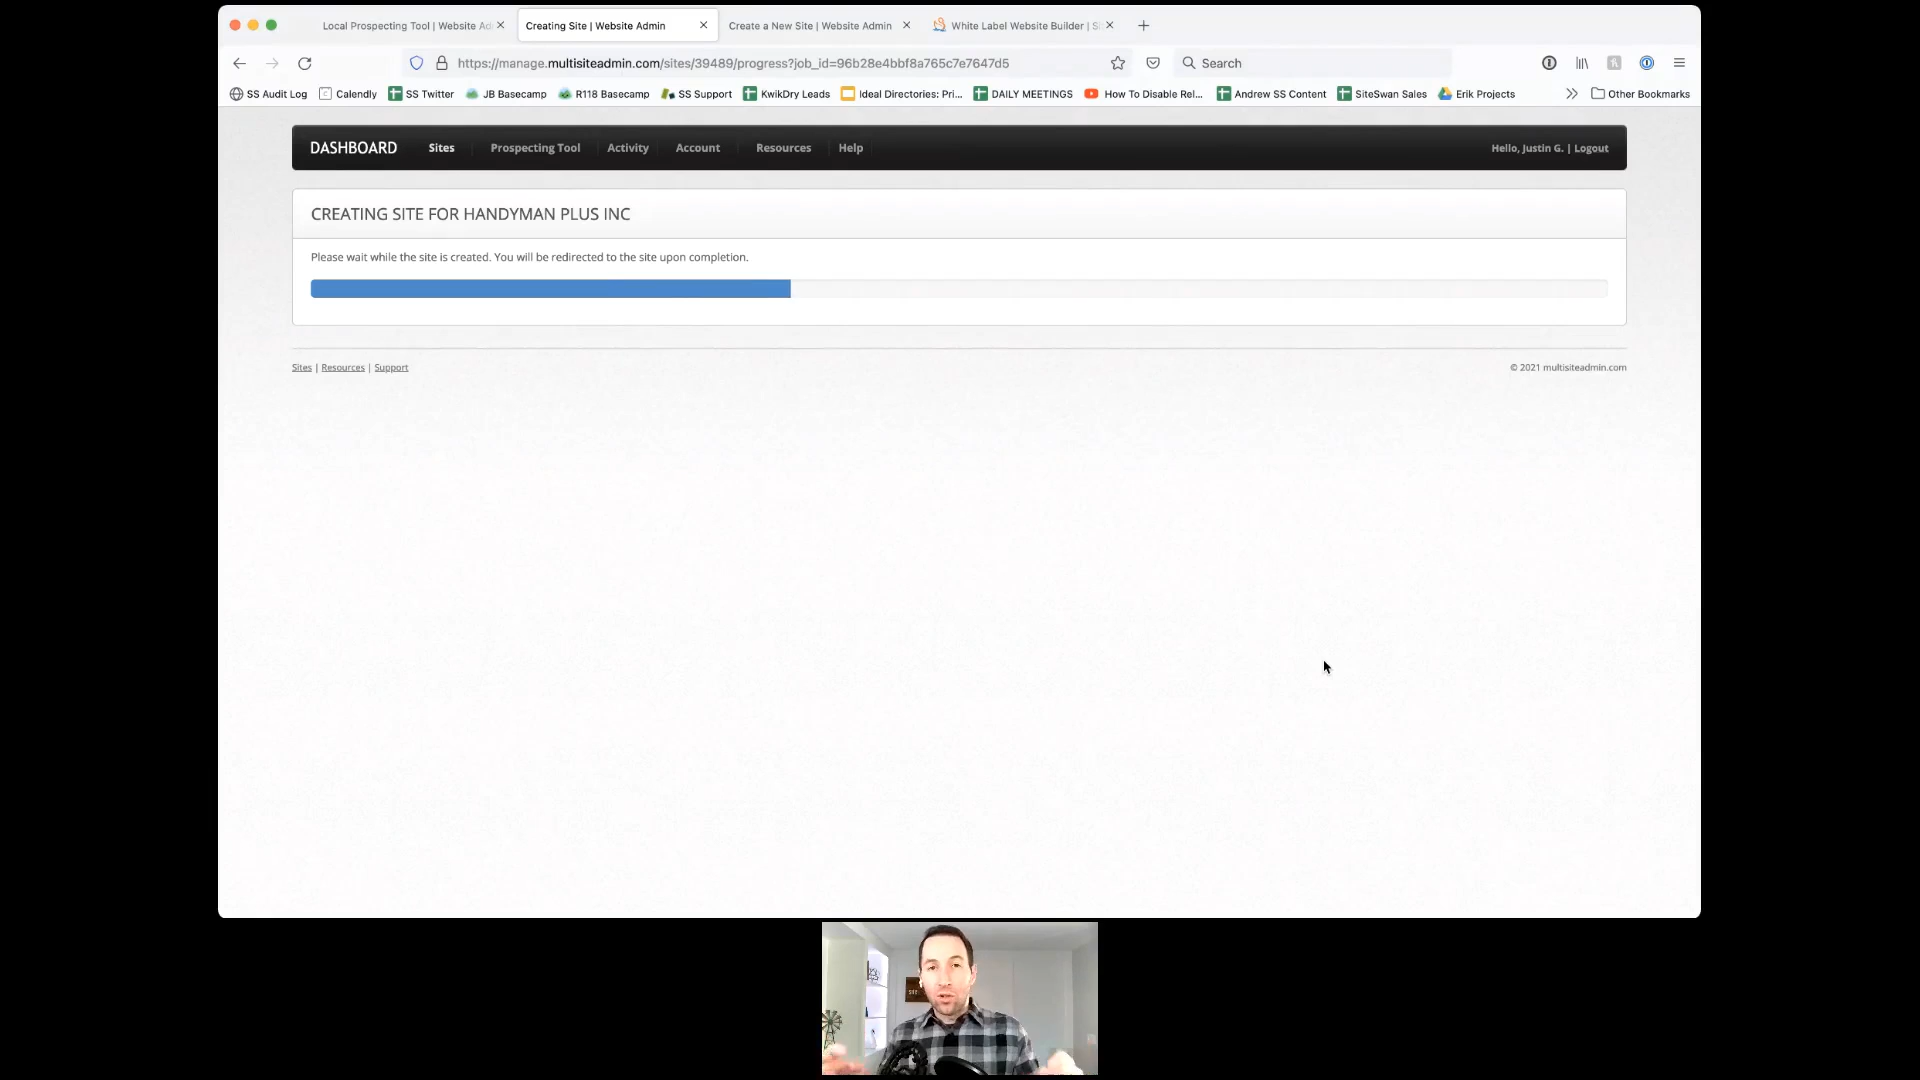 Local Prospecting Tool | Website Ad
Creating Site | Website Admin
Create a New Site | Website Admin
White Label Website Builder | S
https://manage.multisiteadmin.com/sites/39489/progress?job_id=96b28e4bbf8a765c7e7647d5
Search
SS Audit Log
Calendly
SS Twitter
JB Basecamp
R118 Basecamp
SS Support
KwikDry Leads
Ideal Directories: Pri...
DAILY MEETINGS
How To Disable Rel...
Andrew SS Content
SiteSwan Sales
Erik Projects
Other Bookmarks
DASHBOARD
Sites
Prospecting Tool
Activity
Account
Resources
Help
Hello, Justin G. | Logout
CREATING SITE FOR HANDYMAN PLUS INC
Please wait while the site is created. You will be redirected to the site upon completion.
Sites | Resources | Support
© 2021 multisiteadmin.com